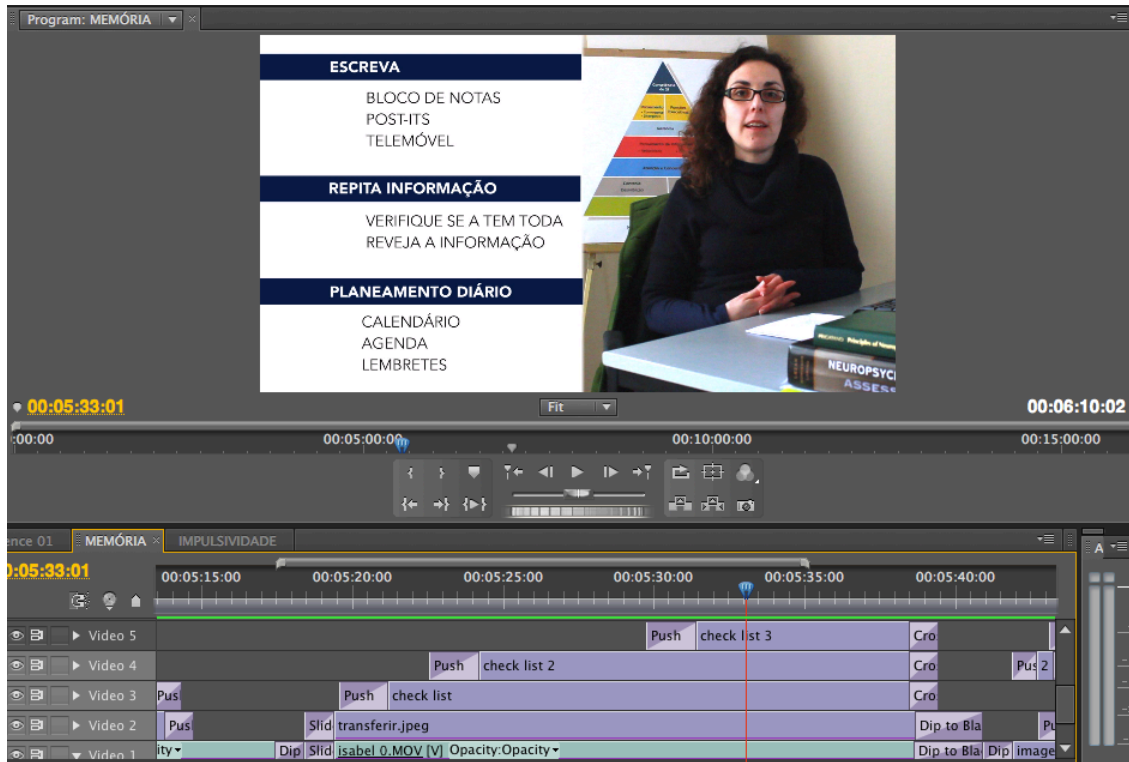 Program: MEMÓRIA
ESCREVA
BLOCO DE NOTAS
POST-ITS
TELEMÓVEL
REPITA INFORMAÇÃO
VERIFIQUE SE A TEM TODA
REVEJA A INFORMAÇÃO
PLANEAMENTO DIÁRIO
CALENDÁRIO
AGENDA
LEMBRETES
NEUROPSYC
ASSES
00:05:33:01
Fit
00:06:10:02
:00:00
00:05:00:00
00:10:00:00
00:15:00:00
ence 01
MEMÓRIA
IMPULSIVIDADE
A
0:05:33:01
00:05:15:00
00:05:20:00
00:05:25:00
00:05:30:00
00:05:35:00
00:05:40:00
Video 5
Push
check list 3
Cro
Video 4
Push
check list 2
Cro
Pus
2
Video 3
Pus
Push
check list
Cro
Video 2
Pus
Slid
transferir.jpeg
Dip to Bla
Pu
Video 1
ity
Dip
Slid
isabel 0.MOV [V] Opacity:Opacity
Dip to Bla
Dip
image